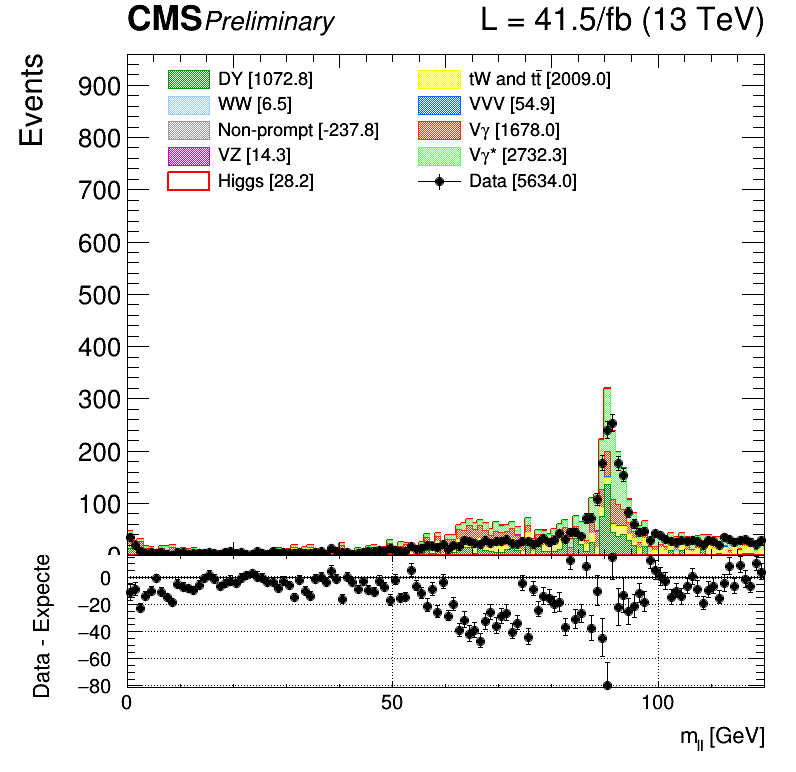 CMS Preliminary L = 41.5/fb (13 TeV)
Events
900
800
700
600
500
400
300
200
100
0
DY [1072.8]
WW [6.5]
Non-prompt [-237.8]
VZ [14.3]
Higgs [28.2]
tW and tt̄ [2009.0]
VVV [54.9]
Vγ [1678.0]
Vγ* [2732.3]
Data [5634.0]
Data - Expecte
0
−20
−40
−60
−80
0 50 100
m_ll [GeV]